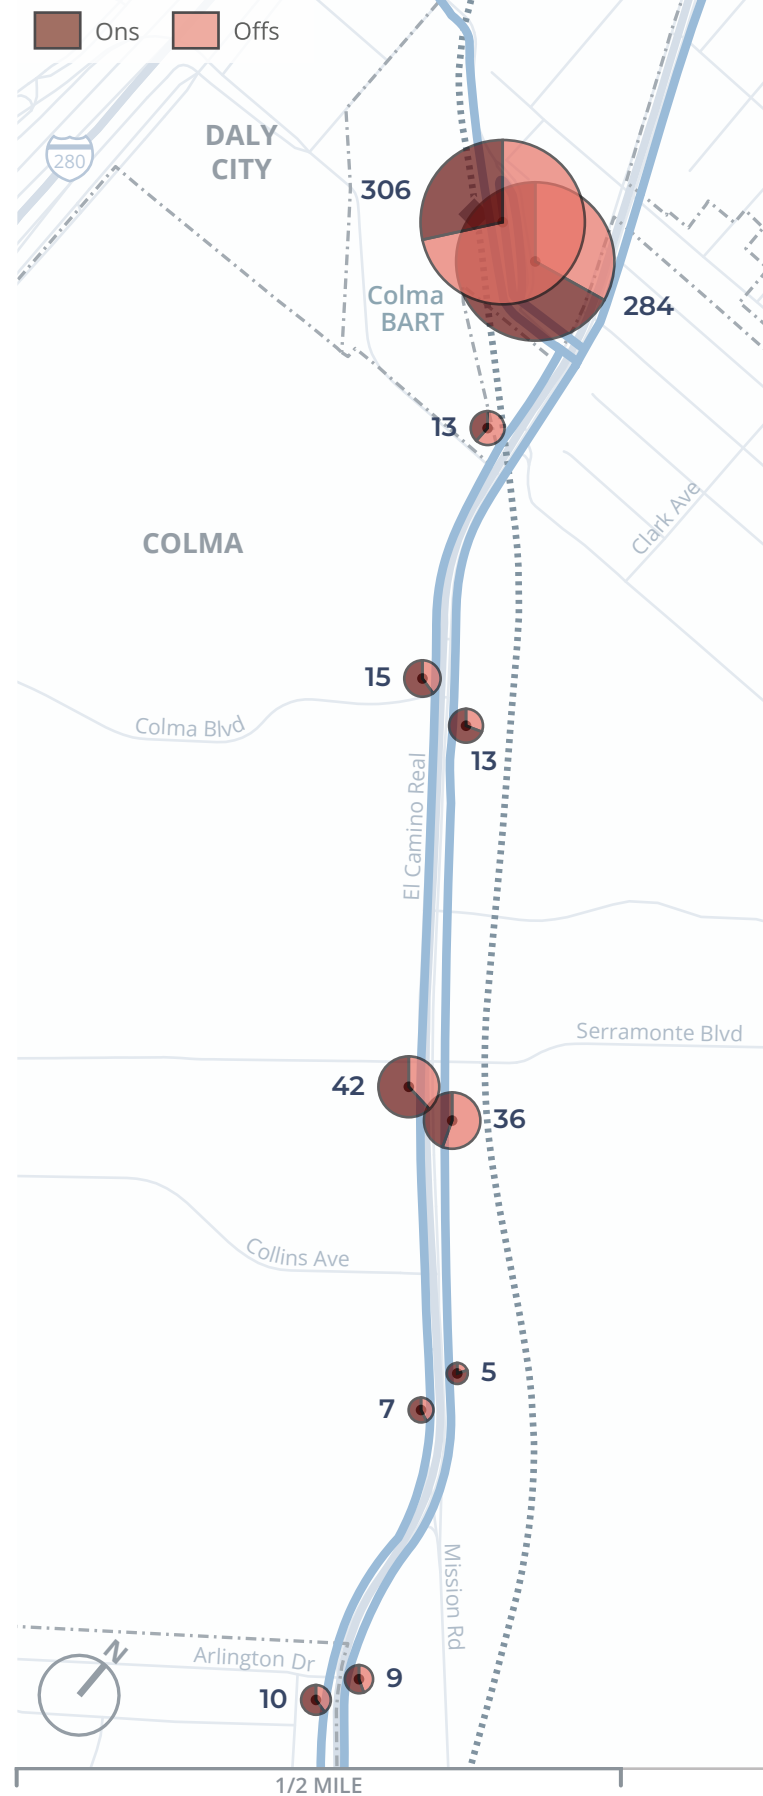 Ons
Offs
DALY
CITY
280
306
Colma
BART
284
13
Clark Ave
COLMA
15
Colma Blvd
13
El Camino Real
Serramonte Blvd
42
36
Collins Ave
5
7
Mission Rd
N
Arlington Dr
9
10
1/2 MILE